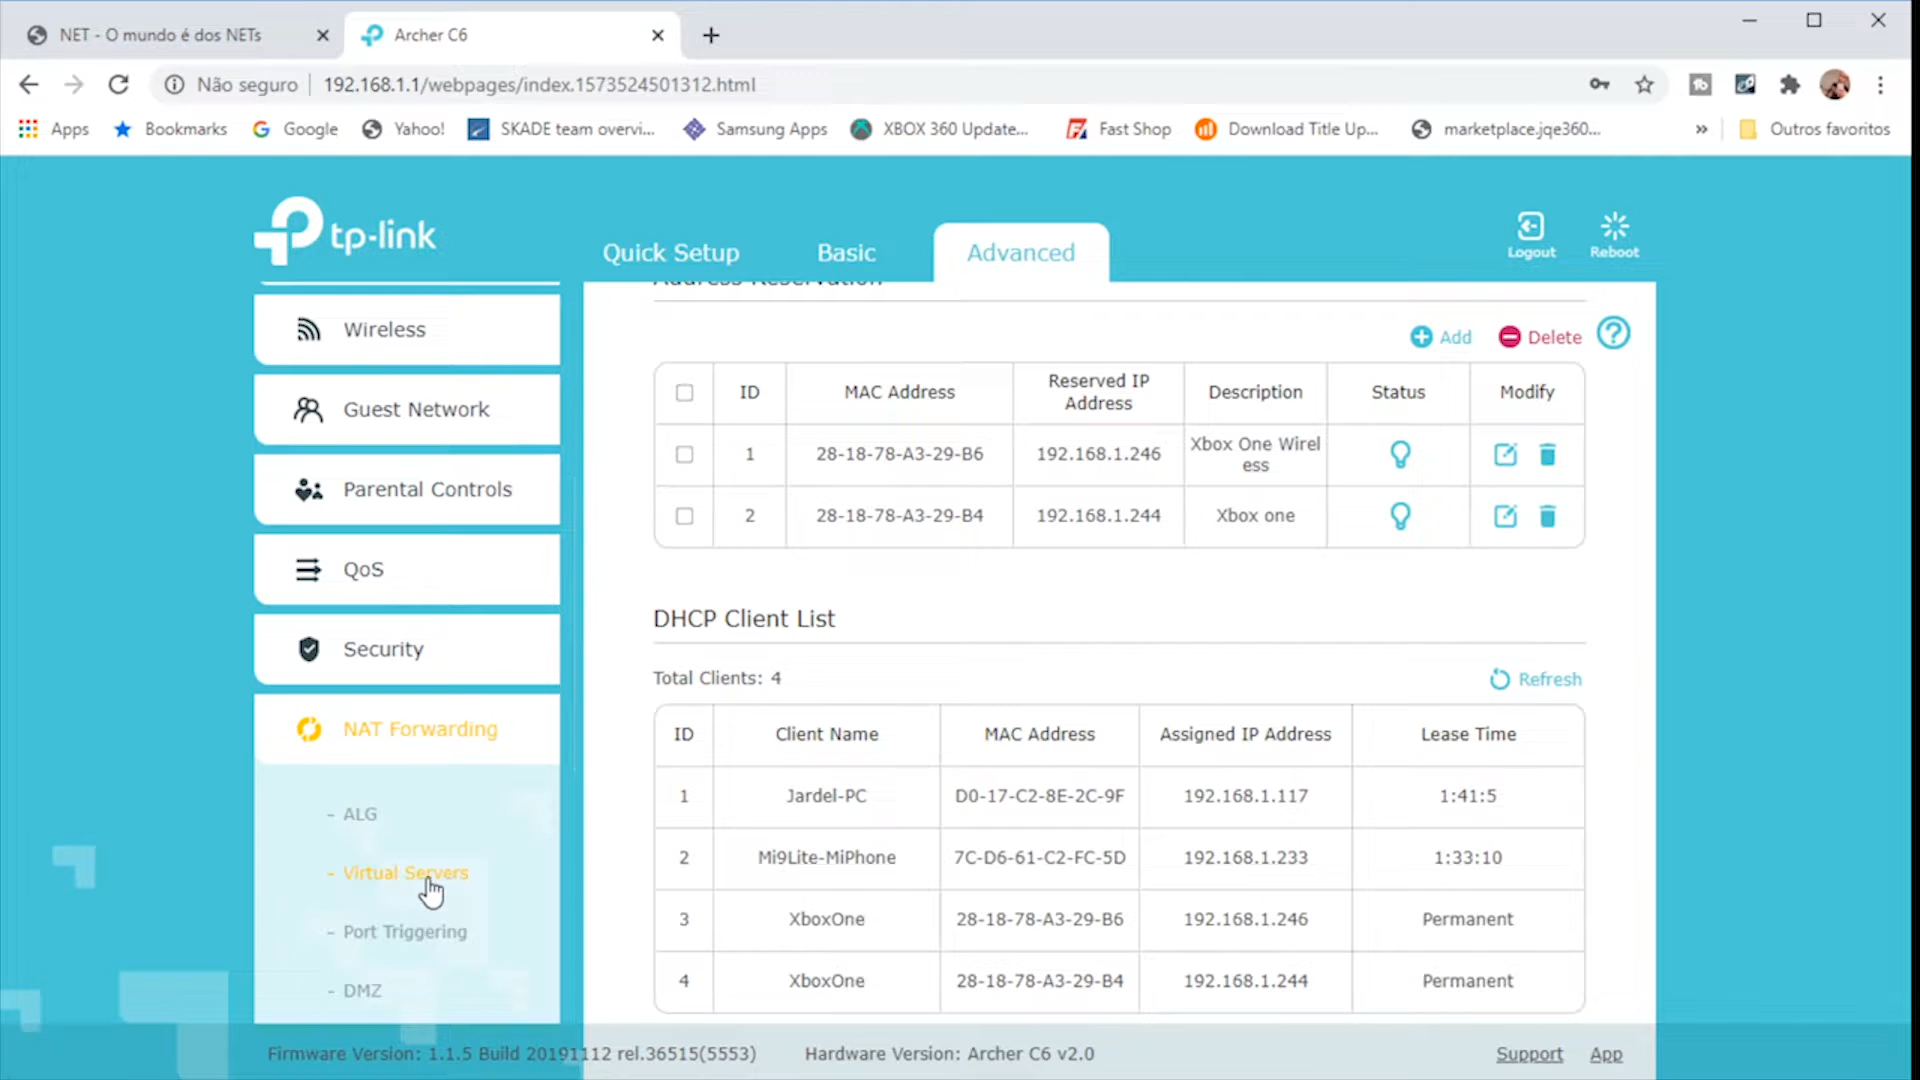 NET - O mundo é dos NETs
Archer C6
Não seguro
192.168.1.1/webpages/index.1573524501312.html
Apps
Bookmarks
Google
Yahoo!
SKADE team overvi...
Samsung Apps
XBOX 360 Update...
Fast Shop
Download Title Up...
marketplace.jqe360...
»
Outros favoritos
tp-link
Quick Setup
Basic
Advanced
Logout
Reboot
Wireless
Guest Network
Parental Controls
QoS
Security
NAT Forwarding
- ALG
- Virtual Servers
- Port Triggering
- DMZ
Address Reservation
Add
Delete
ID MAC Address Reserved IP Address Description Status Modify
1 28-18-78-A3-29-B6 192.168.1.246 Xbox One Wirel
ess
2 28-18-78-A3-29-B4 192.168.1.244 Xbox one
DHCP Client List
Total Clients: 4
Refresh
ID Client Name MAC Address Assigned IP Address Lease Time
1 Jardel-PC D0-17-C2-8E-2C-9F 192.168.1.117 1:41:5
2 Mi9Lite-MiPhone 7C-D6-61-C2-FC-5D 192.168.1.233 1:33:10
3 XboxOne 28-18-78-A3-29-B6 192.168.1.246 Permanent
4 XboxOne 28-18-78-A3-29-B4 192.168.1.244 Permanent
Firmware Version: 1.1.5 Build 20191112 rel.36515(5553)
Hardware Version: Archer C6 v2.0
Support
App